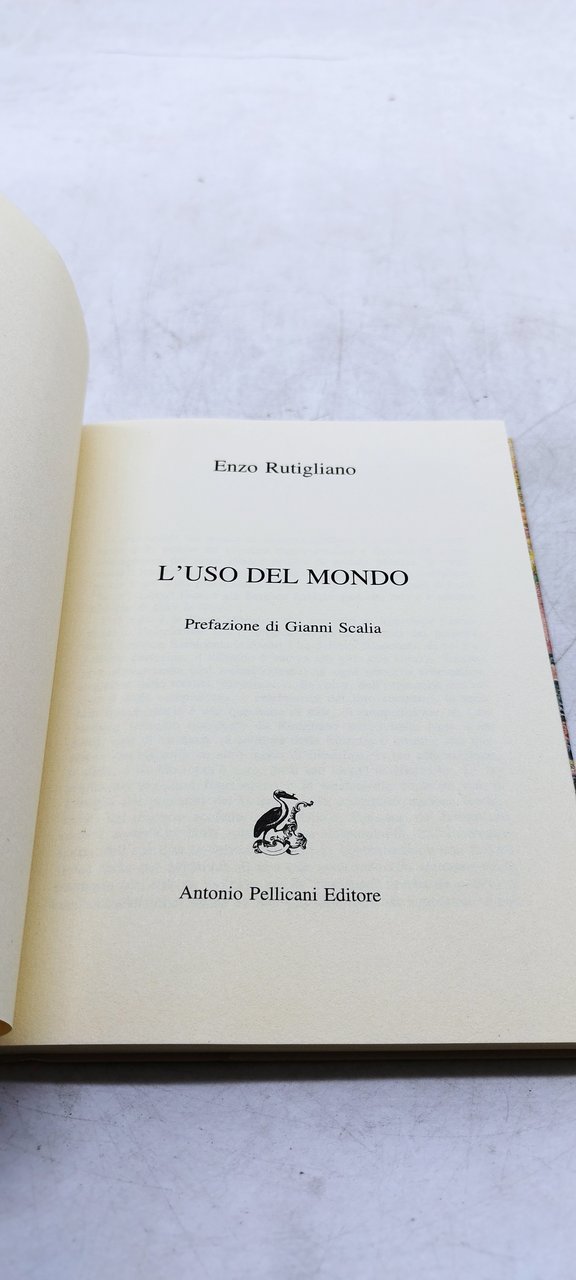 Enzo Rutigliano
L'USO DEL MONDO
Prefazione di Gianni Scalia
Antonio Pellicani Editore